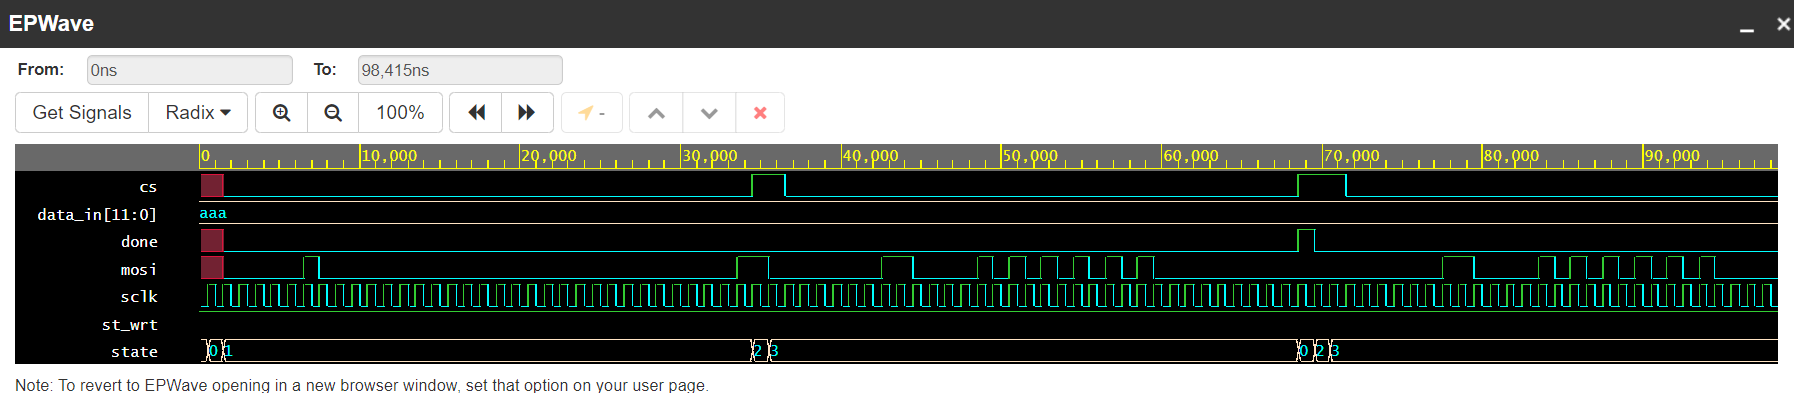 EPWave
From: 0ns To: 98,415ns
Get Signals Radix 100% -
0 10,000 20,000 30,000 40,000 50,000 60,000 70,000 80,000 90,000
cs
data_in[11:0] aaa
done
mosi
sclk
st_wrt
state 0 1 2 3 0 2 3
Note: To revert to EPWave opening in a new browser window, set that option on your user page.